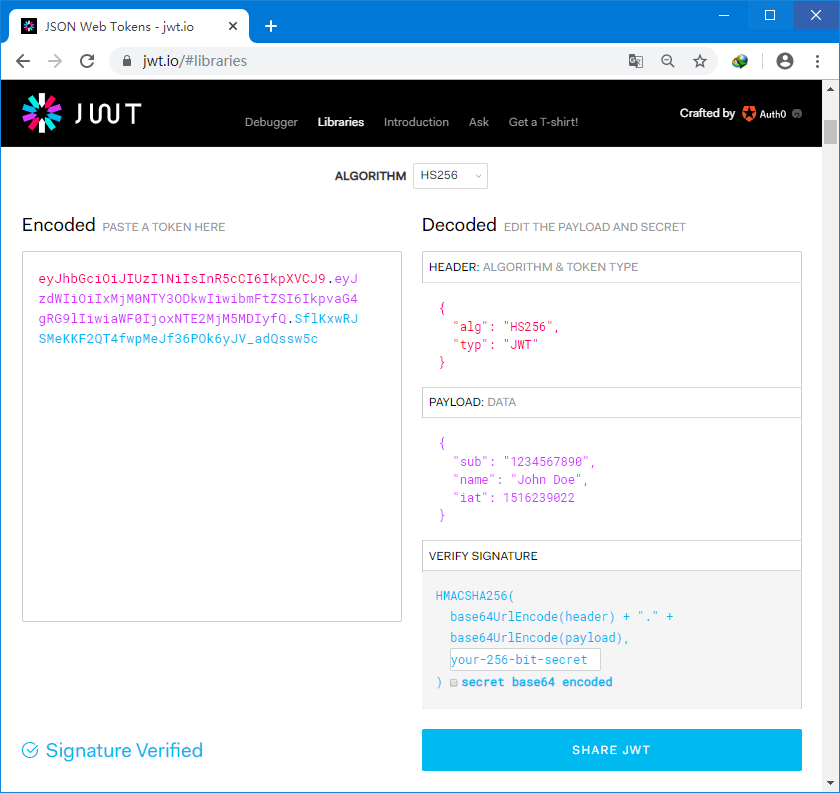 JSON Web Tokens - jwt.io
jwt.io/#libraries
JWT
Debugger Libraries Introduction Ask Get a T-shirt!
Crafted by Auth0
ALGORITHM HS256
Encoded PASTE A TOKEN HERE
eyJhbGciOiJIUzI1NiIsInR5cCI6IkpXVCJ9.eyJ
zdWIiOiIxMjM0NTY3ODkwIiwibmFtZSI6IkpvaG4
gRG9lIiwiaWF0IjoxNTE2MjM5MDIyfQ.SflKxwRJ
SMeKKF2QT4fwpMeJf36POk6yJV_adQssw5c
Decoded EDIT THE PAYLOAD AND SECRET
HEADER: ALGORITHM & TOKEN TYPE
{
"alg": "HS256",
"typ": "JWT"
}
PAYLOAD: DATA
{
"sub": "1234567890",
"name": "John Doe",
"iat": 1516239022
}
VERIFY SIGNATURE
HMACSHA256(
base64UrlEncode(header) + "." +
base64UrlEncode(payload),
your-256-bit-secret
) secret base64 encoded
Signature Verified
SHARE JWT